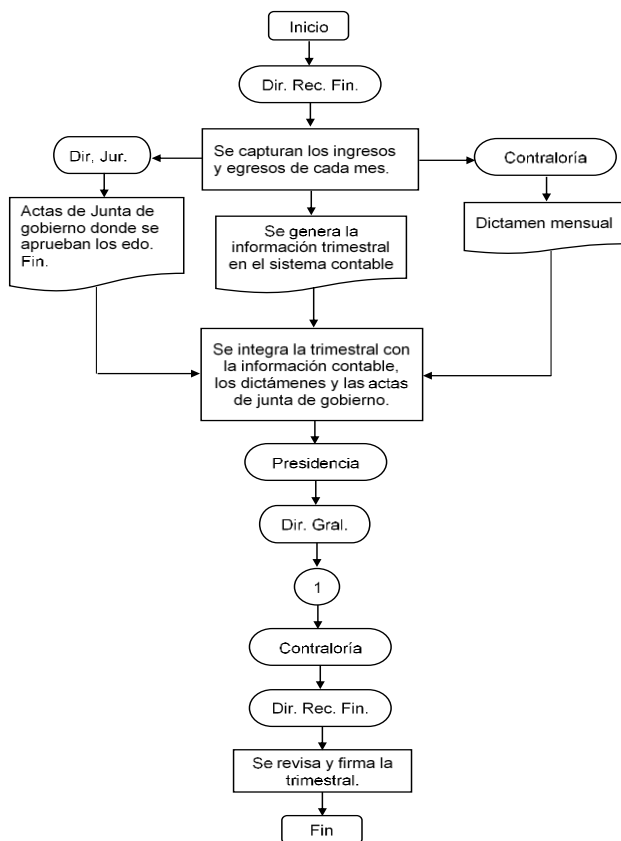 Inicio
Dir. Rec. Fin.
Dir, Jur.
Se capturan los ingresos
y egresos de cada mes.
Contraloría
Actas de Junta de
gobierno donde se
aprueban los edo.
Fin.
Se genera la
información trimestral
en el sistema contable
Dictamen mensual
Se integra la trimestral con
la información contable,
los dictámenes y las actas
de junta de gobierno.
Presidencia
Dir. Gral.
1
Contraloría
Dir. Rec. Fin.
Se revisa y firma la
trimestral.
Fin